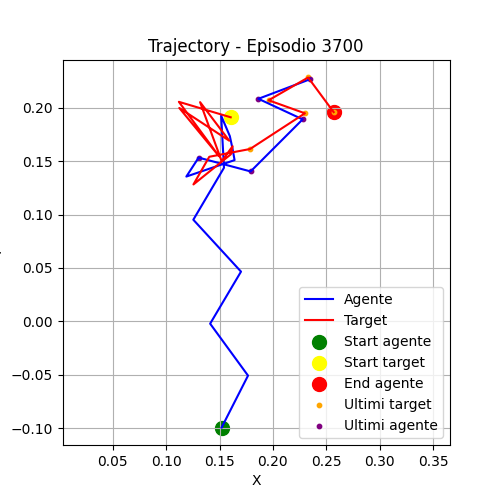 Trajectory - Episodio 3700
0.20
0.15
0.10
0.05
0.00
−0.05
−0.10
0.05
0.10
0.15
0.20
0.25
0.30
0.35
X
Agente
Target
Start agente
Start target
End agente
Ultimi target
Ultimi agente